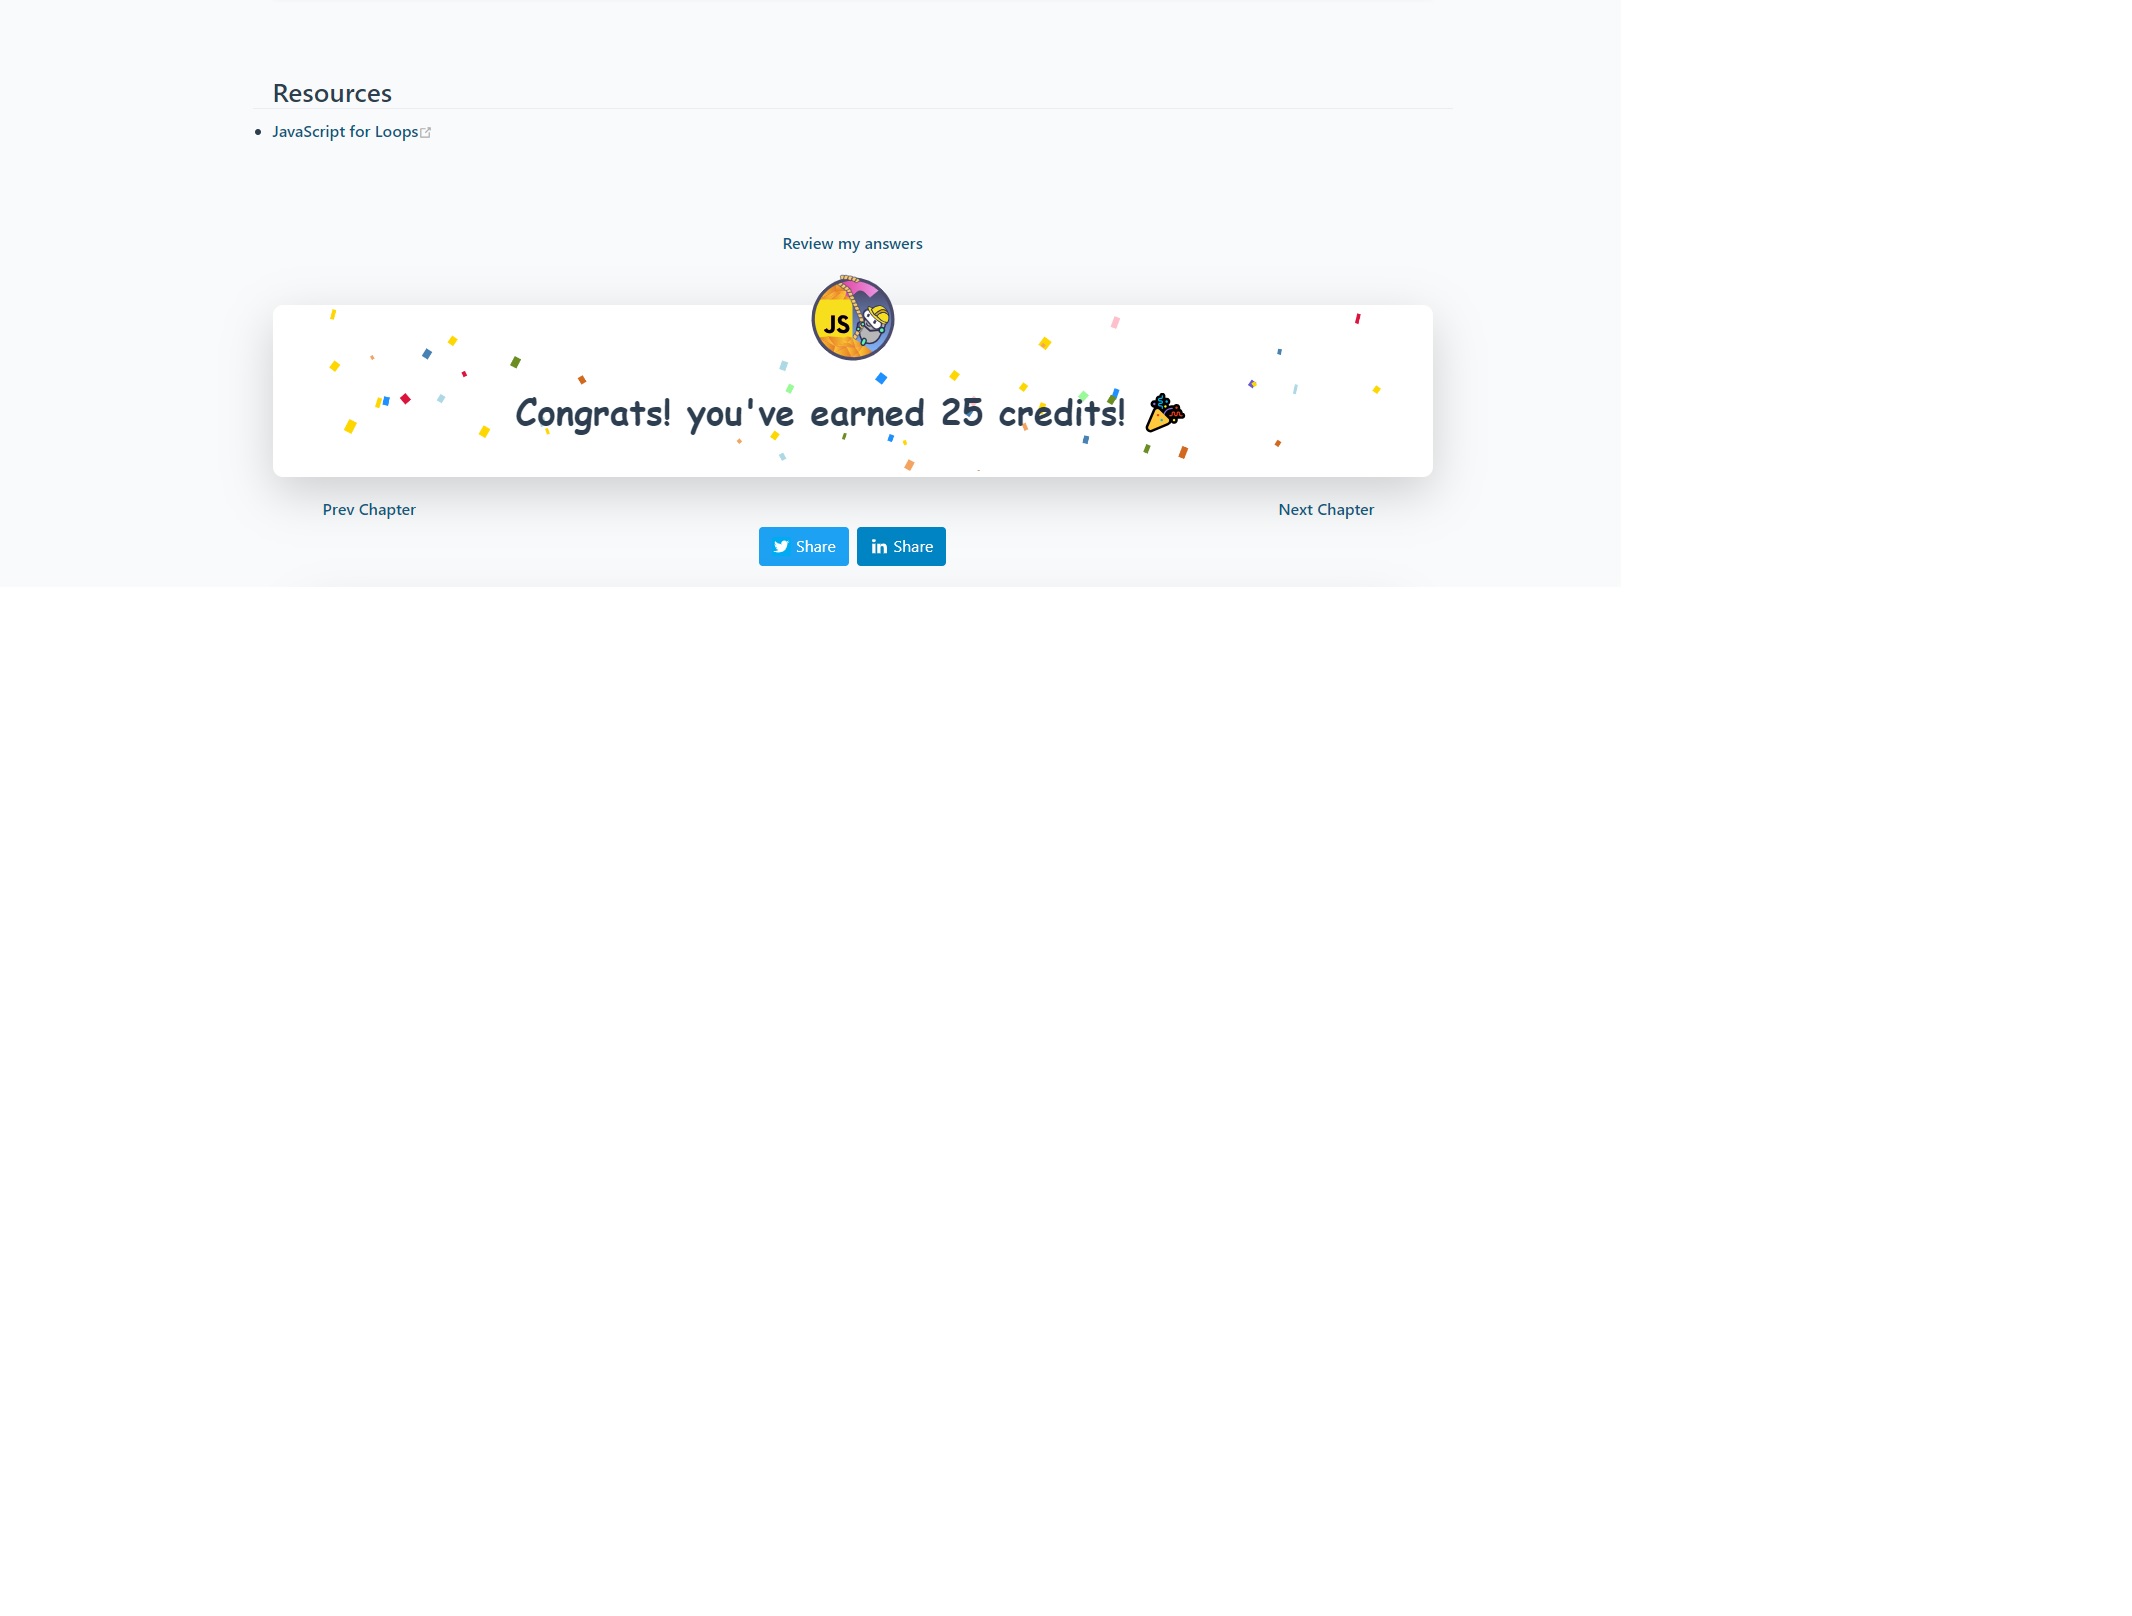 Resources
JavaScript for Loops
Review my answers
JS
Congrats! you've earned 25 credits!
Prev Chapter
Next Chapter
Share
Share